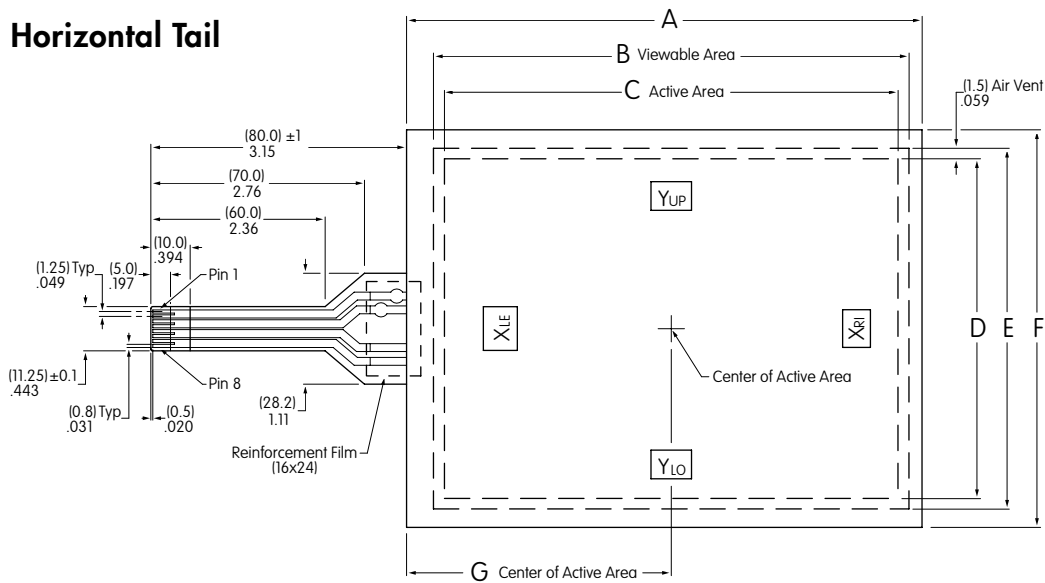 Horizontal Tail
A
B Viewable Area
C Active Area
(1.5) Air Vent
.059
(80.0) ±1
3.15
(70.0)
2.76
(60.0)
2.36
(10.0)
.394
(1.25) Typ
.049
(5.0)
.197
Pin 1
YUP
XLE
XRI
D
E
F
Center of Active Area
(11.25)±0.1
.443
Pin 8
(0.8) Typ
.031
(0.5)
.020
(28.2)
1.11
Reinforcement Film
(16x24)
YLO
G Center of Active Area